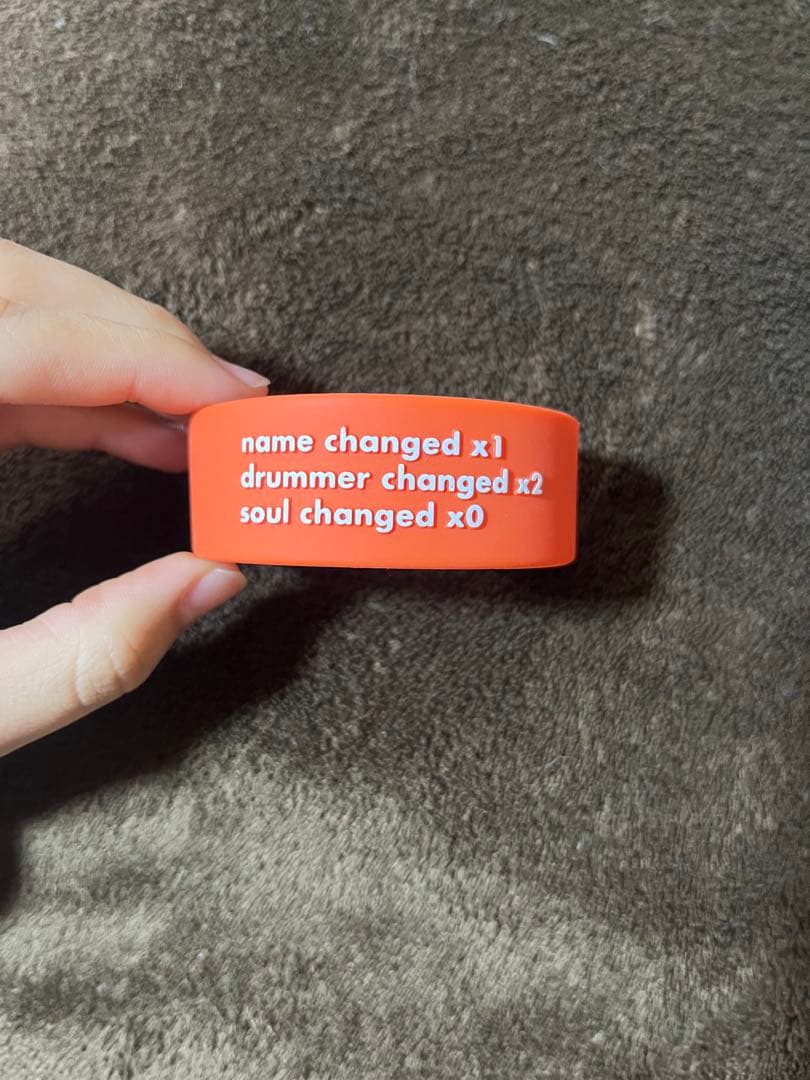 name changed x1
drummer changed x2
soul changed x0